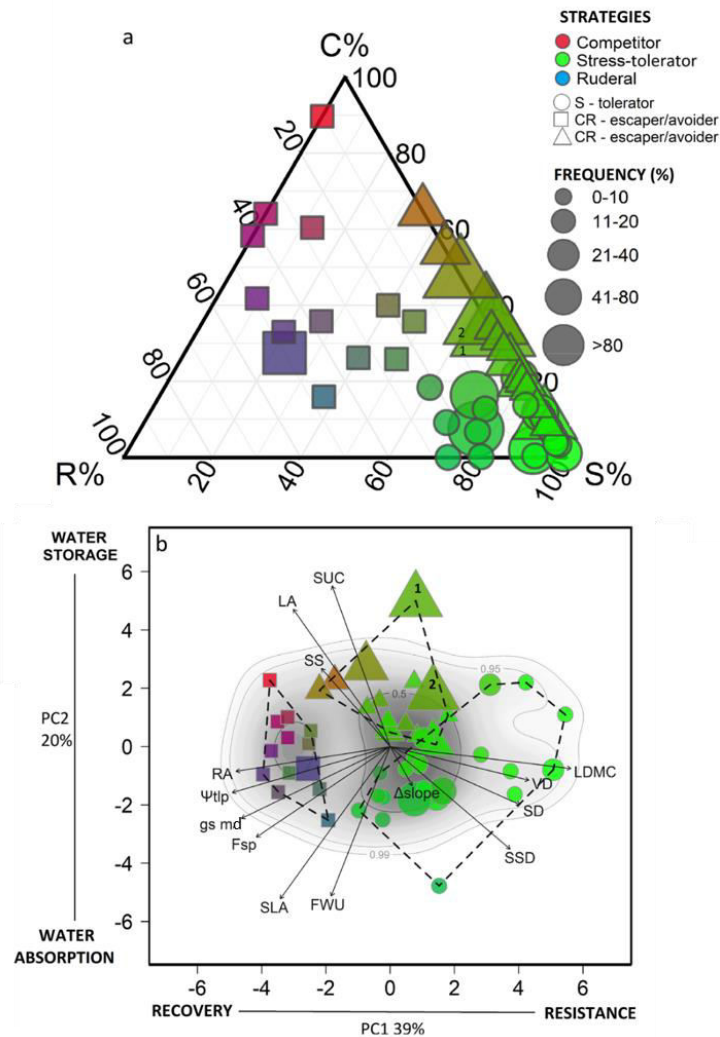 a
C%
100
20
80
40
60
60
40
80
20
100
R%
20
40
60
80
100
S%
2
1
STRATEGIES
Competitor
Stress-tolerator
Ruderal
S - tolerator
CR - escaper/avoider
CR - escaper/avoider
FREQUENCY (%)
0-10
11-20
21-40
41-80
>80
b
WATER
STORAGE
PC2
20%
WATER
ABSORPTION
6
4
2
0
-2
-4
-6
SUC
LA
SS
1
2
0.5
0.95
0.99
RA
Ψtlp
gs md
Fsp
SLA
FWU
Δslope
LDMC
VD
SD
SSD
-6 -4 -2 0 2 4 6
RECOVERY RESISTANCE
PC1 39%